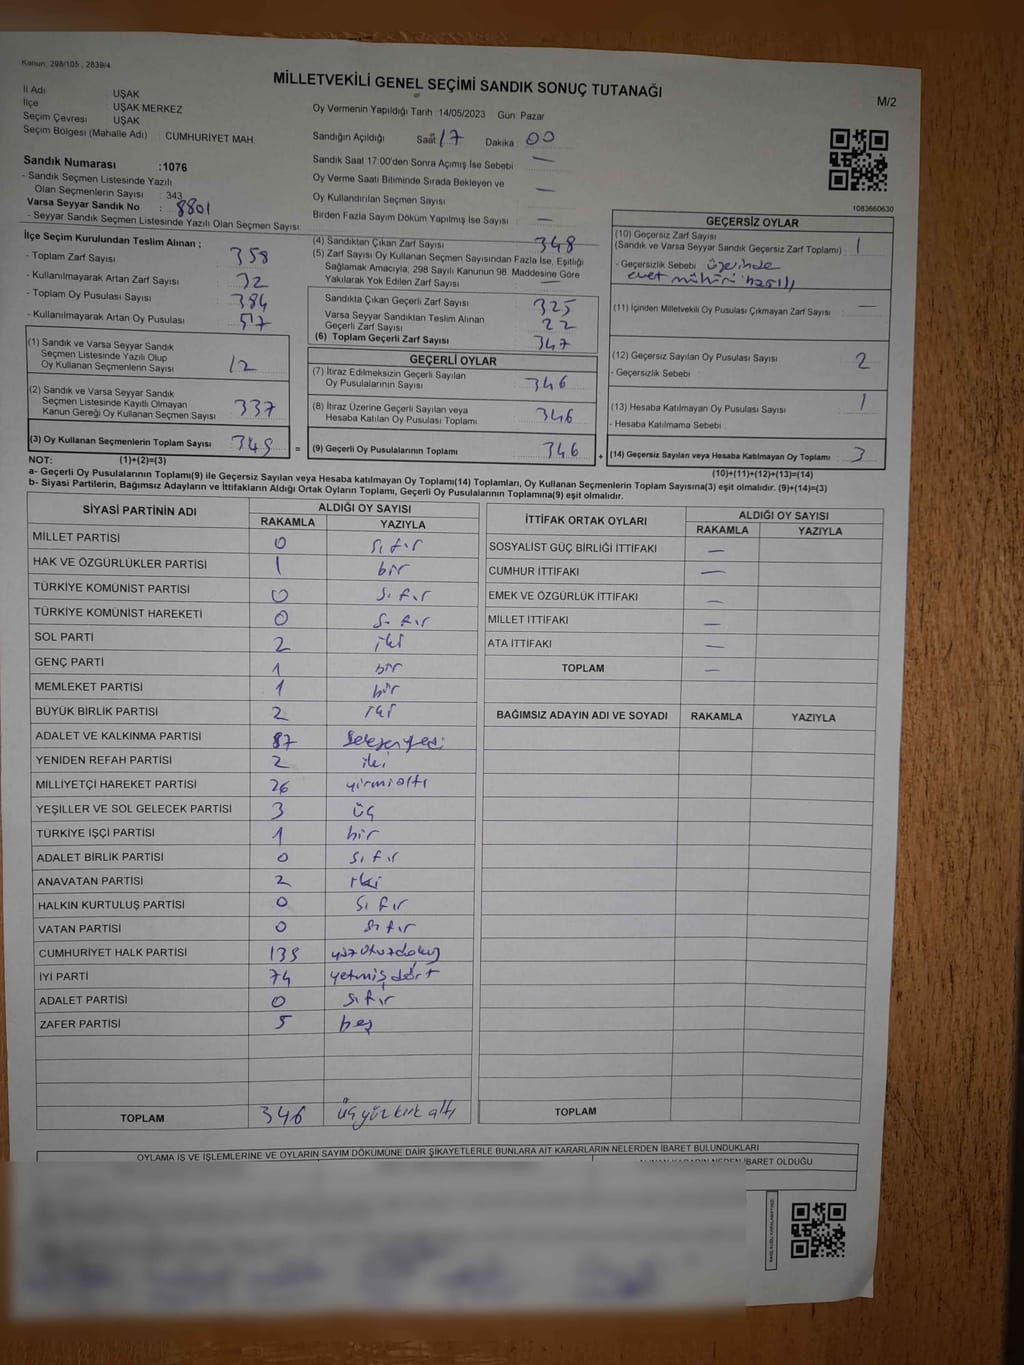 Kanun, 298/105 , 2839/4
MİLLETVEKİLİ GENEL SEÇİMİ SANDIK SONUÇ TUTANAĞI
M/2
İl Adı : UŞAK
İlçe : UŞAK MERKEZ
Seçim Çevresi : UŞAK
Seçim Bölgesi (Mahalle Adı) : CUMHURİYET MAH.
Oy Vermenin Yapıldığı Tarih :14/05/2023 Gün: Pazar
Sandığın Açıldığı Saat :17 Dakika : 00
Sandık Saat 17:00'den Sonra Açımış İse Sebebi : —
Oy Verme Saati Bitiminde Sırada Bekleyen ve
Oy Kullandırılan Seçmen Sayısı : —
Birden Fazla Sayım Döküm Yapılmış İse Sayısı : —
Sandık Numarası :1076
- Sandık Seçmen Listesinde Yazılı
Olan Seçmenlerin Sayısı : 343
Varsa Seyyar Sandık No : 8801
- Seyyar Sandık Seçmen Listesinde Yazılı Olan Seçmen Sayısı
1083660630
İlçe Seçim Kurulundan Teslim Alınan ;
- Toplam Zarf Sayısı : 358
- Kullanılmayarak Artan Zarf Sayısı : 32
- Toplam Oy Pusulası Sayısı : 384
- Kullanılmayarak Artan Oy Pusulası
(1) Sandık ve Varsa Seyyar Sandık
Seçmen Listesinde Yazılı Olup
Oy Kullanan Seçmenlerin Sayısı : 12
(2) Sandık ve Varsa Seyyar Sandık
Seçmen Listesinde Kayıtlı Olmayan
Kanun Gereği Oy Kullanan Seçmen Sayısı : 337
(3) Oy Kullanan Seçmenlerin Toplam Sayısı : 349 =
(4) Sandıktan Çıkan Zarf Sayısı : 348
(5) Zarf Sayısı Oy Kullanan Seçmen Sayısından Fazla İse, Eşitliği
Sağlamak Amacıyla; 298 Sayılı Kanunun 98. Maddesine Göre
Yakılarak Yok Edilen Zarf Sayısı : —
Sandıkta Çıkan Geçerli Zarf Sayısı : 325
Varsa Seyyar Sandıktan Teslim Alınan
Geçerli Zarf Sayısı : 22
(6) Toplam Geçerli Zarf Sayısı : 347
GEÇERLİ OYLAR
(7) İtiraz Edilmeksizin Geçerli Sayılan
Oy Pusulalarının Sayısı : 346
(8) İtiraz Üzerine Geçerli Sayılan veya
Hesaba Katılan Oy Pusulası Toplamı : 346
(9) Geçerli Oy Pusulalarının Toplamı : 346 +
GEÇERSİZ OYLAR
(10) Geçersiz Zarf Sayısı
(Sandık ve Varsa Seyyar Sandık Geçersiz Zarf Toplamı) : 1
- Geçersizlik Sebebi : üzerinde
evet mühürü basılı
(11) İçinden Milletvekili Oy Pusulası Çıkmayan Zarf Sayısı : —
(12) Geçersiz Sayılan Oy Pusulası Sayısı : 2
- Geçersizlik Sebebi :
(13) Hesaba Katılmayan Oy Pusulası Sayısı : 1
- Hesaba Katılmama Sebebi :
(14) Geçersiz Sayılan veya Hesaba Katılmayan Oy Toplamı : 3
NOT: (1)+(2)=(3) (10)+(11)+(12)+(13)=(14)
a- Geçerli Oy Pusulalarının Toplamı(9) ile Geçersiz Sayılan veya Hesaba katılmayan Oy Toplamı(14) Toplamları, Oy Kullanan Seçmenlerin Toplam Sayısına(3) eşit olmalıdır. (9)+(14)=(3)
b- Siyasi Partilerin, Bağımsız Adayların ve İttifakların Aldığı Ortak Oyların Toplamı, Geçerli Oy Pusulalarının Toplamına(9) eşit olmalıdır.
SİYASİ PARTİNİN ADI ALDIĞI OY SAYISI
RAKAMLA YAZIYLA
MİLLET PARTİSİ 0 sıfır
HAK VE ÖZGÜRLÜKLER PARTİSİ 1 bir
TÜRKİYE KOMÜNİST PARTİSİ 0 sıfır
TÜRKİYE KOMÜNİST HAREKETİ 0 sıfır
SOL PARTİ 2 iki
GENÇ PARTİ 1 bir
MEMLEKET PARTİSİ 1 bir
BÜYÜK BİRLİK PARTİSİ 2 iki
ADALET VE KALKINMA PARTİSİ 87 seksenyedi
YENİDEN REFAH PARTİSİ 2 iki
MİLLİYETÇİ HAREKET PARTİSİ 26 yirmialtı
YEŞİLLER VE SOL GELECEK PARTİSİ 3 üç
TÜRKİYE İŞÇİ PARTİSİ 1 bir
ADALET BİRLİK PARTİSİ 0 sıfır
ANAVATAN PARTİSİ 2 iki
HALKIN KURTULUŞ PARTİSİ 0 sıfır
VATAN PARTİSİ 0 sıfır
CUMHURİYET HALK PARTİSİ 139 yüzotuzdokuz
İYİ PARTİ 74 yetmişdört
ADALET PARTİSİ 0 sıfır
ZAFER PARTİSİ 5 beş
TOPLAM 346 üçyüzkırkaltı
İTTİFAK ORTAK OYLARI ALDIĞI OY SAYISI
RAKAMLA YAZIYLA
SOSYALİST GÜÇ BİRLİĞİ İTTİFAKI —
CUMHUR İTTİFAKI —
EMEK VE ÖZGÜRLÜK İTTİFAKI —
MİLLET İTTİFAKI —
ATA İTTİFAKI —
TOPLAM —
BAĞIMSIZ ADAYIN ADI VE SOYADI RAKAMLA YAZIYLA
TOPLAM
OYLAMA İŞ VE İŞLEMLERİNE VE OYLARIN SAYIM DÖKÜMÜNE DAİR ŞİKAYETLERLE BUNLARA AİT KARARLARIN NELERDEN İBARET BULUNDUKLARI
İBARET OLDUĞU